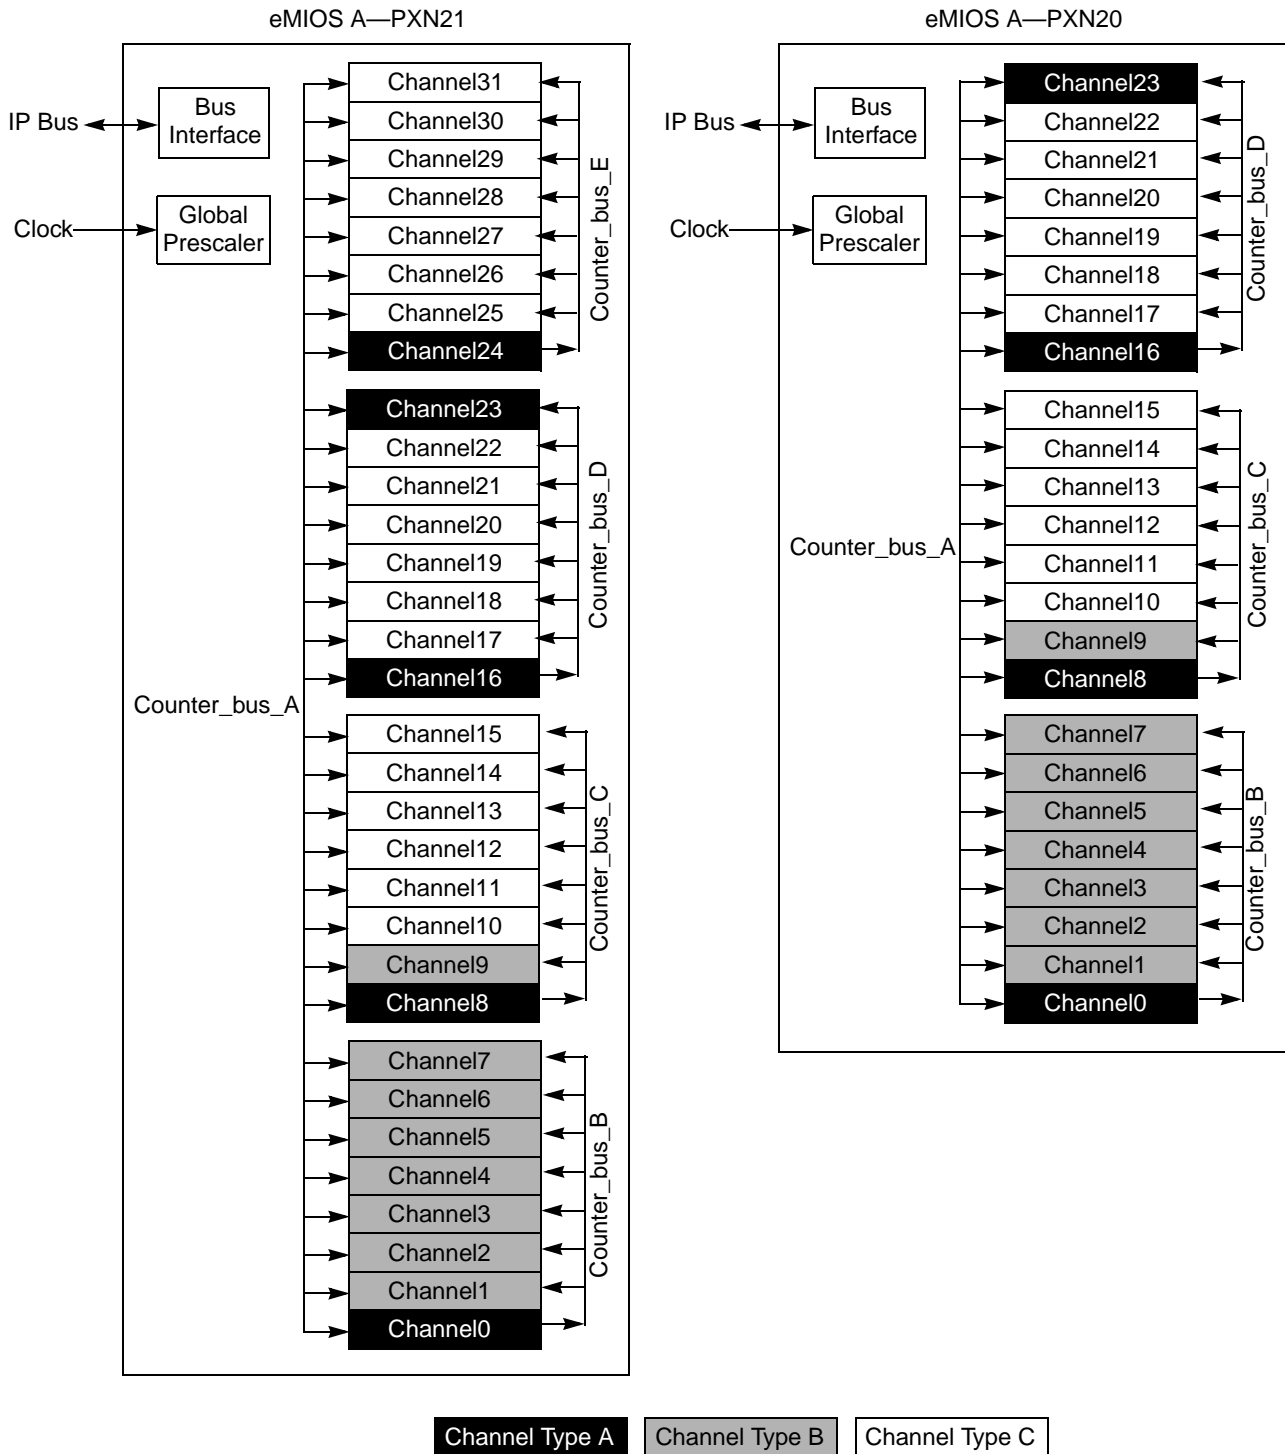 eMIOS A—PXN21
IP Bus
Bus
Interface
Clock
Global
Prescaler
Counter_bus_A
Channel31
Channel30
Channel29
Channel28
Channel27
Channel26
Channel25
Channel24
Counter_bus_E
Channel23
Channel22
Channel21
Channel20
Channel19
Channel18
Channel17
Channel16
Counter_bus_D
Channel15
Channel14
Channel13
Channel12
Channel11
Channel10
Channel9
Channel8
Counter_bus_C
Channel7
Channel6
Channel5
Channel4
Channel3
Channel2
Channel1
Channel0
Counter_bus_B
eMIOS A—PXN20
IP Bus
Bus
Interface
Clock
Global
Prescaler
Counter_bus_A
Channel23
Channel22
Channel21
Channel20
Channel19
Channel18
Channel17
Channel16
Counter_bus_D
Channel15
Channel14
Channel13
Channel12
Channel11
Channel10
Channel9
Channel8
Counter_bus_C
Channel7
Channel6
Channel5
Channel4
Channel3
Channel2
Channel1
Channel0
Counter_bus_B
Channel Type A
Channel Type B
Channel Type C